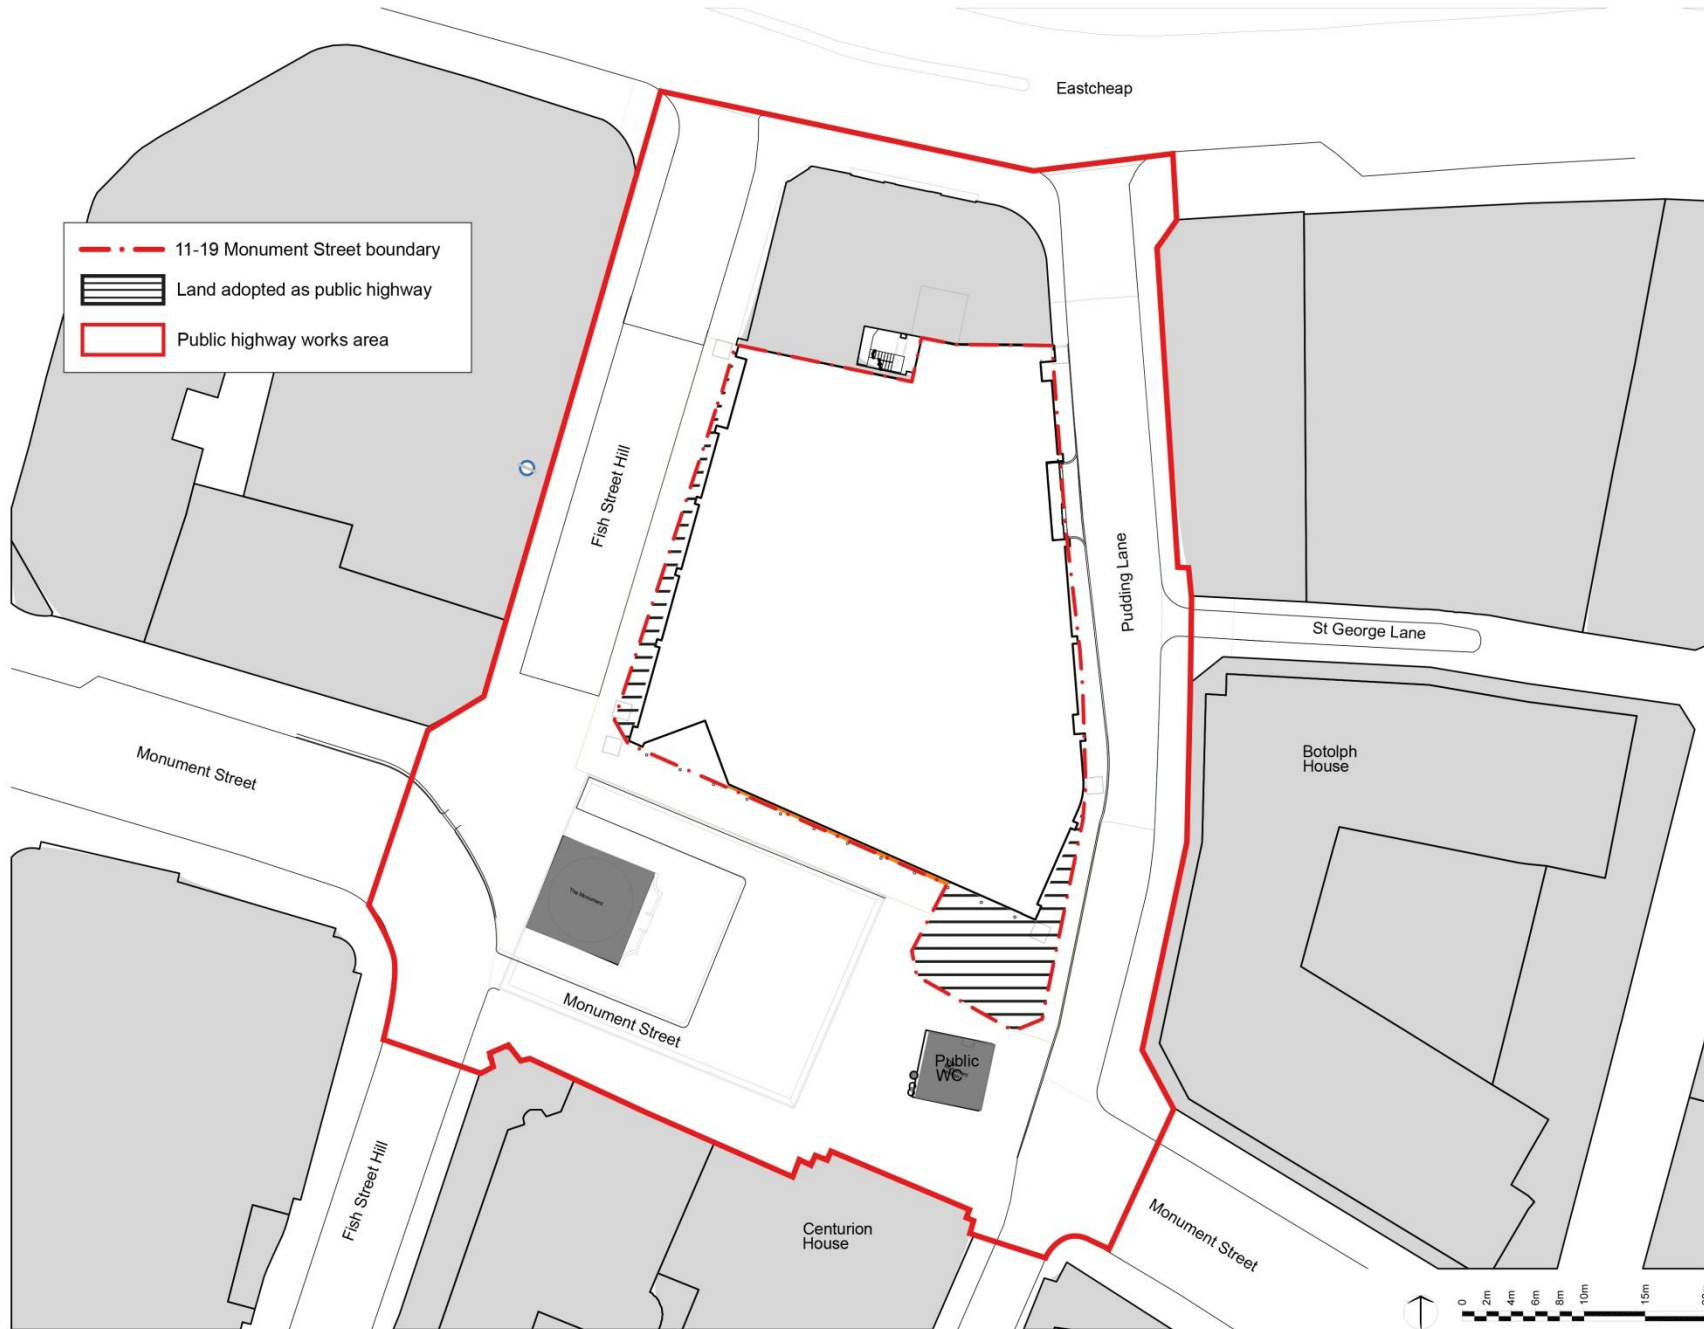 Eastcheap
11-19 Monument Street boundary
Land adopted as public highway
Public highway works area
Fish Street Hill
Pudding Lane
St George Lane
Monument Street
Botolph
House
The Monument
Monument Street
Public
WC
Fish Street Hill
Centurion
House
Monument Street
0 2m 4m 6m 8m 10m 15m